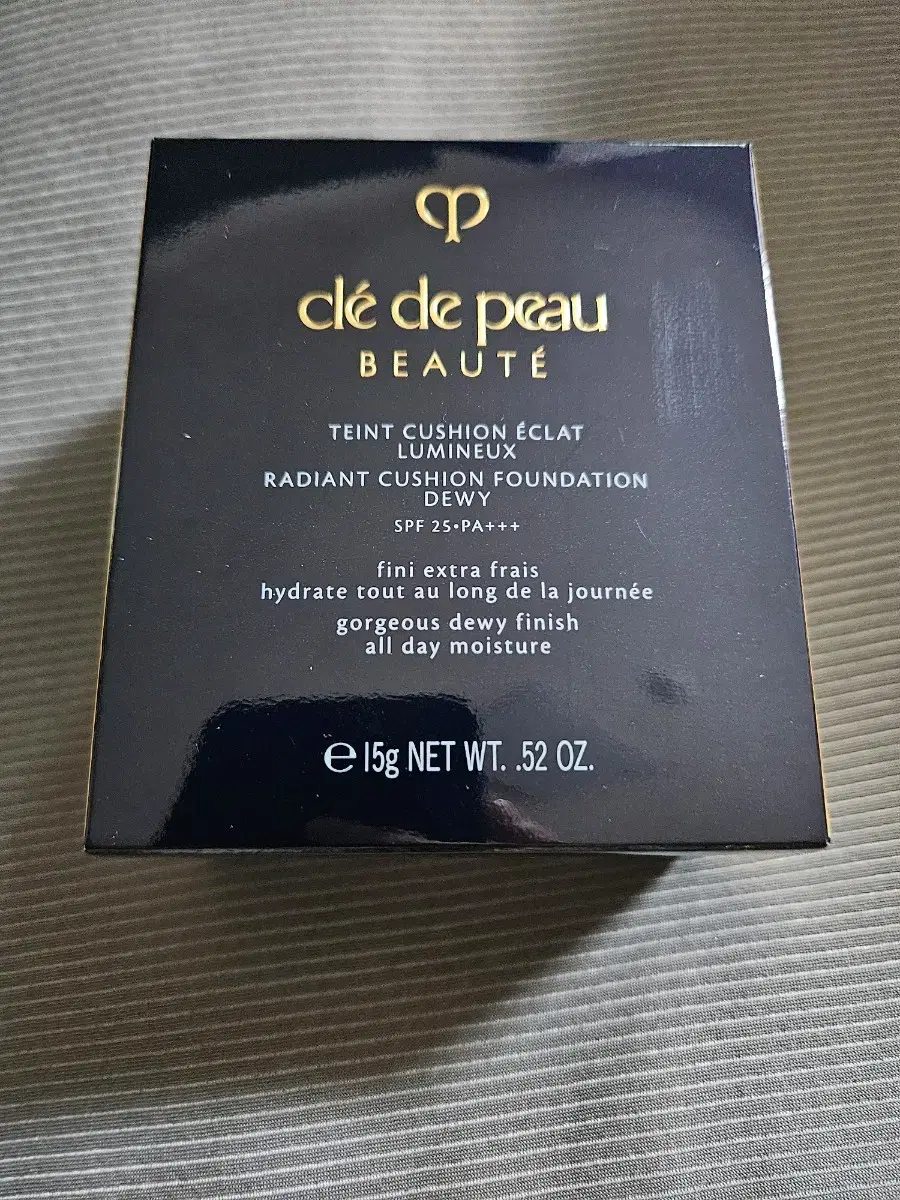 clé de peau
BEAUTÉ
TEINT CUSHION ÉCLAT
LUMINEUX
RADIANT CUSHION FOUNDATION
DEWY
SPF 25•PA+++
fini extra frais
hydrate tout au long de la journée
gorgeous dewy finish
all day moisture
℮ 15g NET WT. .52 OZ.